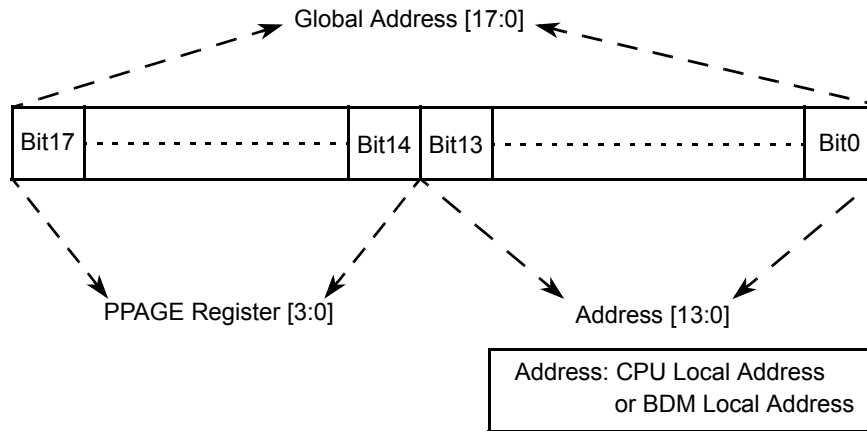 Global Address [17:0]
Bit17 Bit14 Bit13 Bit0
PPAGE Register [3:0] Address [13:0]
Address: CPU Local Address
or BDM Local Address